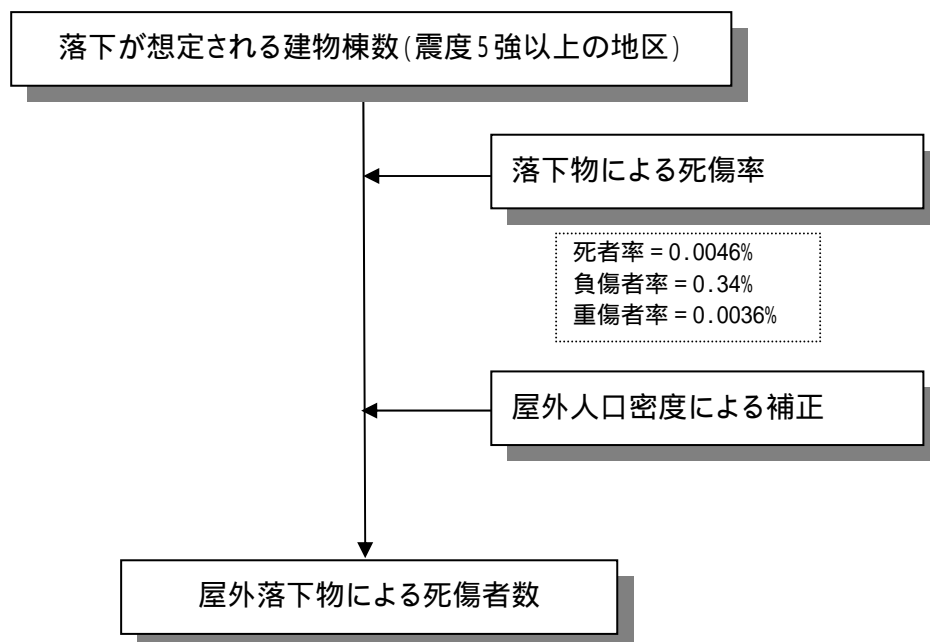 落下が想定される建物棟数(震度5強以上の地区)
落下物による死傷率
死者率=0.0046%
負傷者率=0.34%
重傷者率=0.0036%
屋外人口密度による補正
屋外落下物による死傷者数